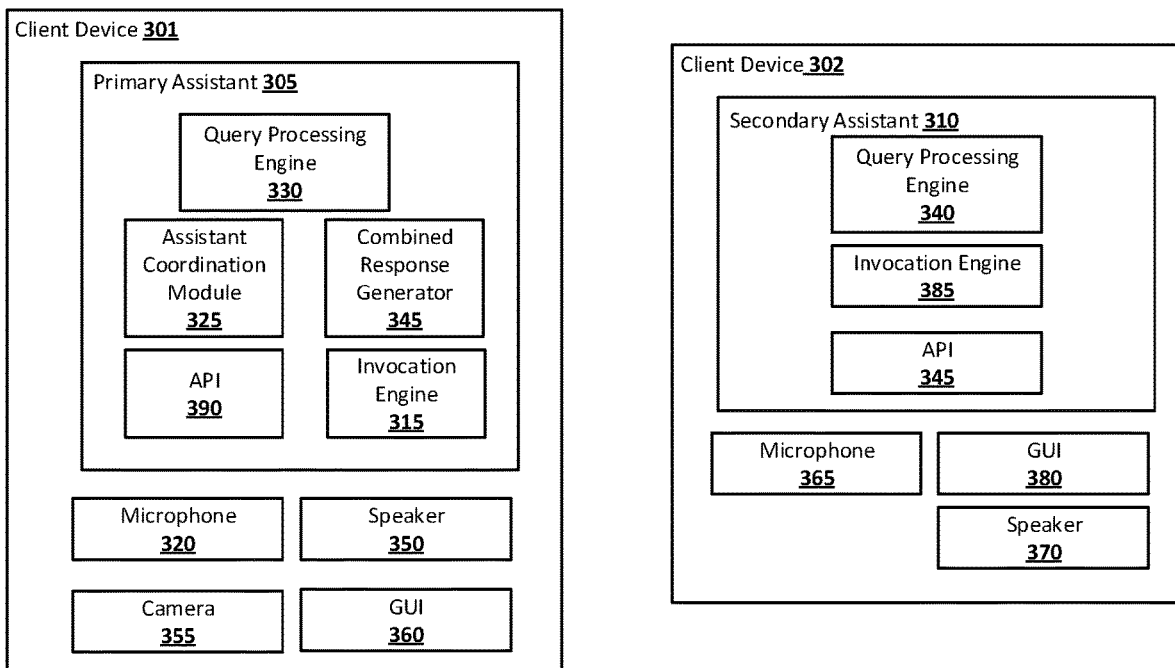 Client Device 301
Primary Assistant 305
Query Processing
Engine
330
Assistant
Coordination
Module
325
Combined
Response
Generator
345
API
390
Invocation
Engine
315
Microphone
320
Speaker
350
Camera
355
GUI
360
Client Device 302
Secondary Assistant 310
Query Processing
Engine
340
Invocation Engine
385
API
345
Microphone
365
GUI
380
Speaker
370